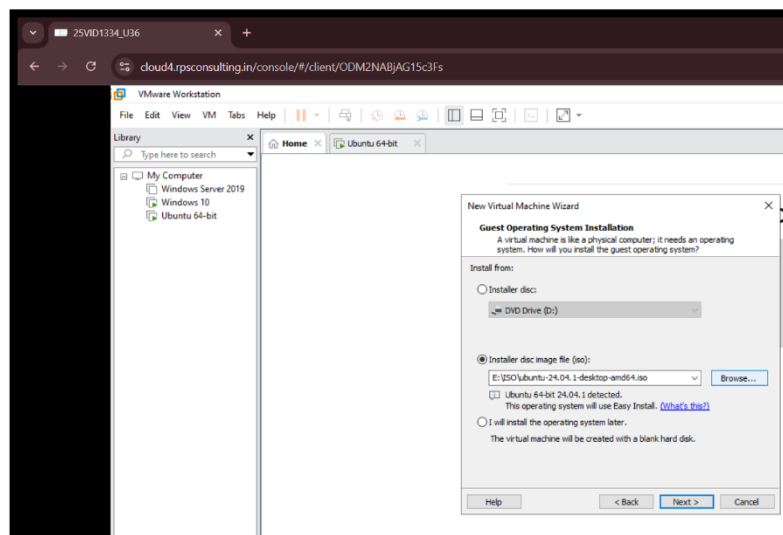 25VID1334_U36
cloud4.rpsconsulting.in/console/#/client/ODM2NABjAG15c3Fs
VMware Workstation
File Edit View VM Tabs Help
Library
Home
Ubuntu 64-bit
Type here to search
My Computer
Windows Server 2019
Windows 10
Ubuntu 64-bit
New Virtual Machine Wizard
Guest Operating System Installation
A virtual machine is like a physical computer; it needs an operating
system. How will you install the guest operating system?
Install from:
Installer disc:
DVD Drive (D:)
Installer disc image file (iso):
E:\ISO\ubuntu-24.04.1-desktop-amd64.iso
Browse...
Ubuntu 64-bit 24.04.1 detected.
This operating system will use Easy Install. (What's this?)
I will install the operating system later.
The virtual machine will be created with a blank hard disk.
Help
< Back
Next >
Cancel